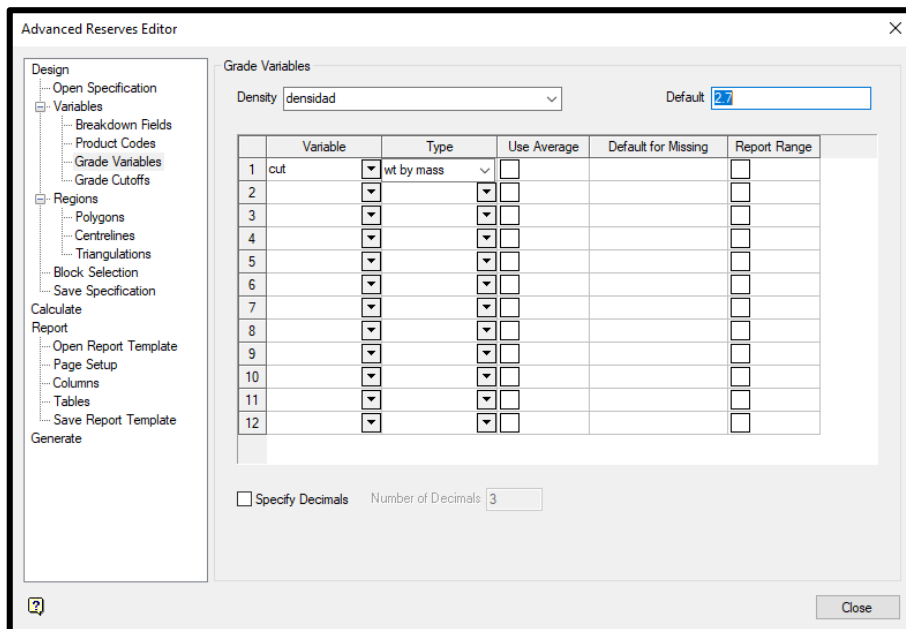 Advanced Reserves Editor
Design
Open Specification
Variables
Breakdown Fields
Product Codes
Grade Variables
Grade Cutoffs
Regions
Polygons
Centrelines
Triangulations
Block Selection
Save Specification
Calculate
Report
Open Report Template
Page Setup
Columns
Tables
Save Report Template
Generate
Grade Variables
Density densidad Default 2.7
Variable Type Use Average Default for Missing Report Range
1 cut wt by mass
2
3
4
5
6
7
8
9
10
11
12
Specify Decimals Number of Decimals 3
? Close